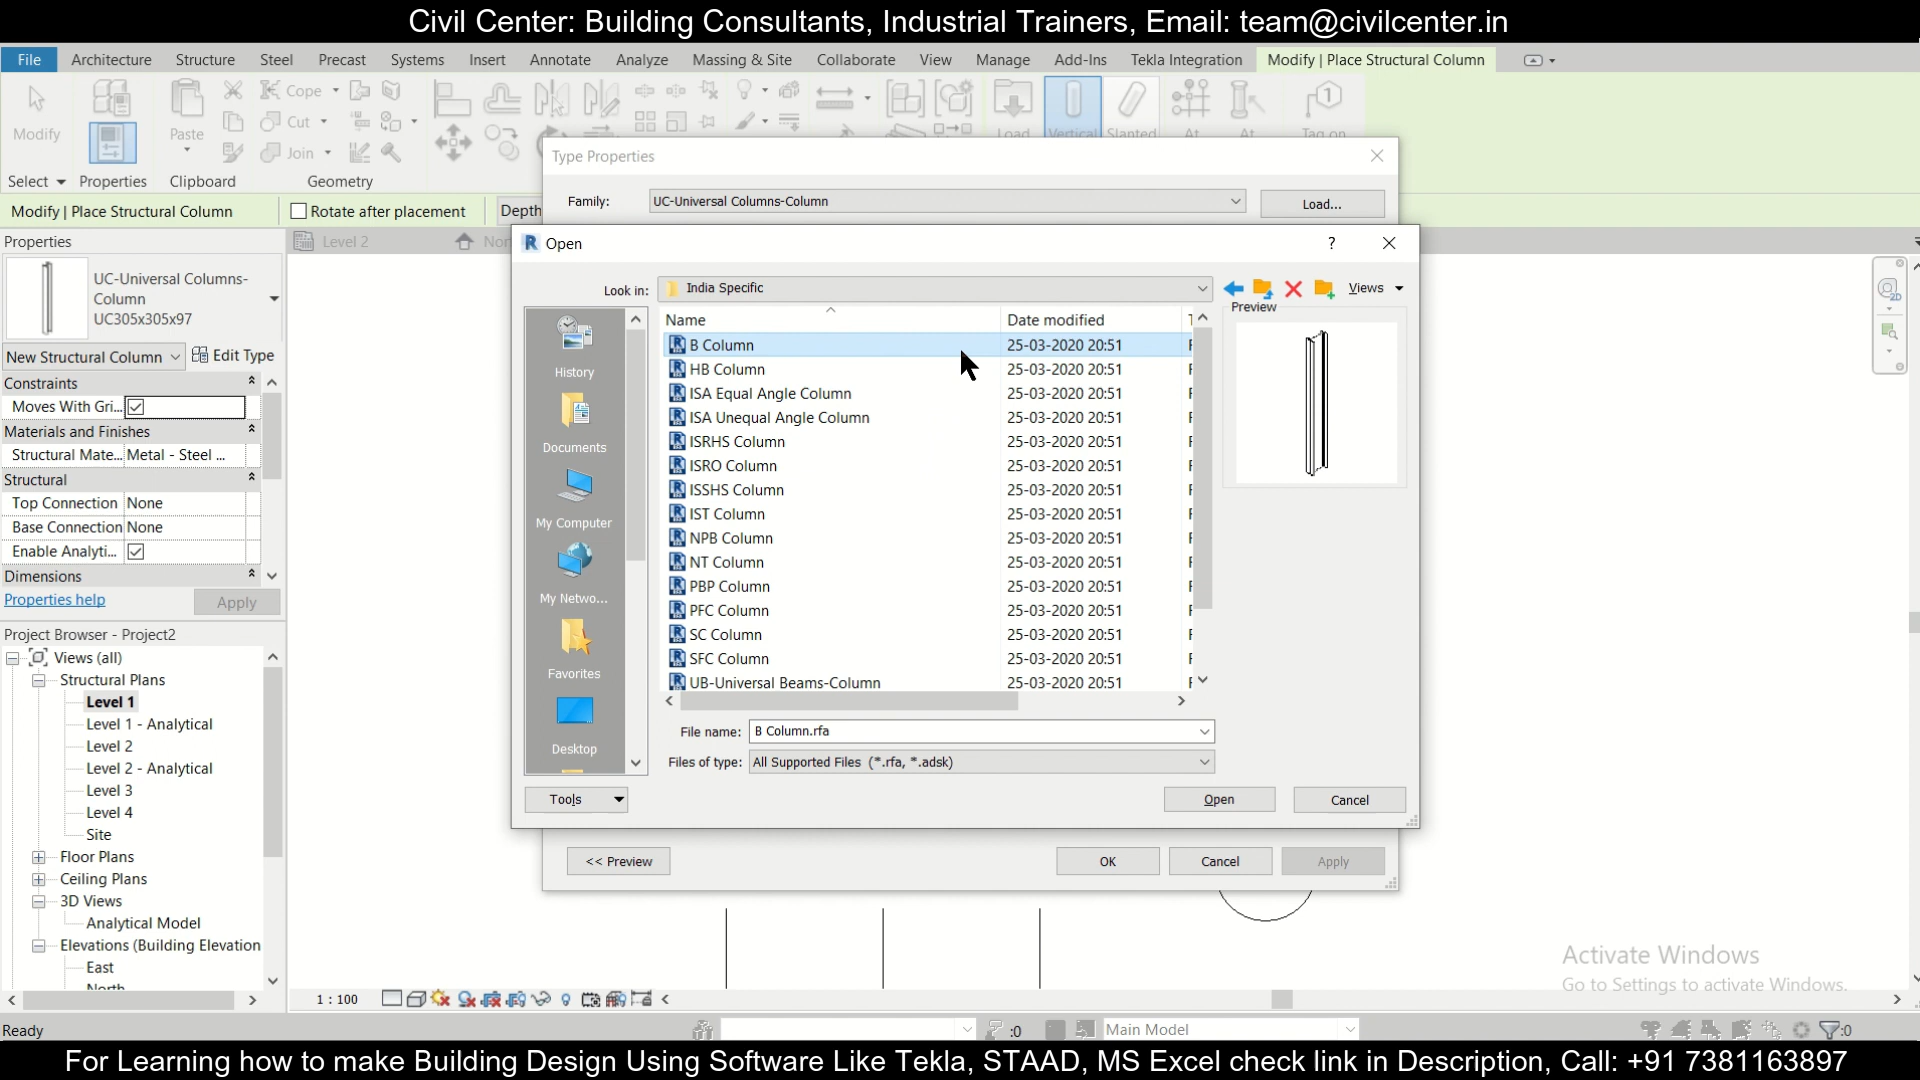 Civil Center: Building Consultants, Industrial Trainers, Email: team@civilcenter.in
File Architecture Structure Steel Precast Systems Insert Annotate Analyze Massing & Site Collaborate View Manage Add-Ins Tekla Integration Modify | Place Structural Column
Modify Paste Cope Cut Join Load Vertical Slanted At At Tag on
Select Properties Clipboard Geometry
Modify | Place Structural Column Rotate after placement Depth
Type Properties
Family: UC-Universal Columns-Column Load...
Properties
Level 2
UC-Universal Columns-
Column
UC305x305x97
New Structural Column Edit Type
Constraints
Moves With Gri...
Materials and Finishes
Structural Mate... Metal - Steel ...
Structural
Top Connection None
Base Connection None
Enable Analyti...
Dimensions
Properties help Apply
Project Browser - Project2
Views (all)
Structural Plans
Level 1
Level 1 - Analytical
Level 2
Level 2 - Analytical
Level 3
Level 4
Site
Floor Plans
Ceiling Plans
3D Views
Analytical Model
Elevations (Building Elevation
East
North
R Open ?
Look in: India Specific Views
Preview
History
Documents
My Computer
My Netwo...
Favorites
Desktop
Name Date modified
B Column 25-03-2020 20:51
HB Column 25-03-2020 20:51
ISA Equal Angle Column 25-03-2020 20:51
ISA Unequal Angle Column 25-03-2020 20:51
ISRHS Column 25-03-2020 20:51
ISRO Column 25-03-2020 20:51
ISSHS Column 25-03-2020 20:51
IST Column 25-03-2020 20:51
NPB Column 25-03-2020 20:51
NT Column 25-03-2020 20:51
PBP Column 25-03-2020 20:51
PFC Column 25-03-2020 20:51
SC Column 25-03-2020 20:51
SFC Column 25-03-2020 20:51
UB-Universal Beams-Column 25-03-2020 20:51
File name: B Column.rfa
Files of type: All Supported Files (*.rfa, *.adsk)
Tools Open Cancel
<< Preview OK Cancel Apply
Activate Windows
Go to Settings to activate Windows.
1 : 100
Ready :0 Main Model :0
For Learning how to make Building Design Using Software Like Tekla, STAAD, MS Excel check link in Description, Call: +91 7381163897